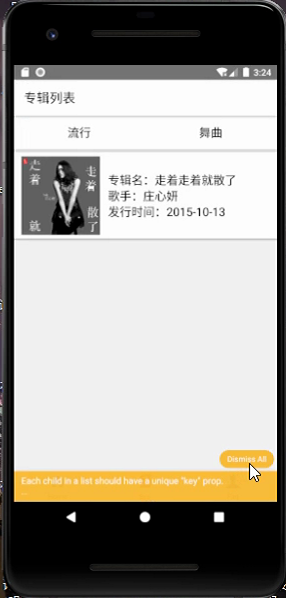 3:24
专辑列表
流行
舞曲
走着
走着
就
散了
专辑名：走着走着就散了
歌手：庄心妍
发行时间：2015-10-13
Dismiss All
Each child in a list should have a unique "key" prop.
...